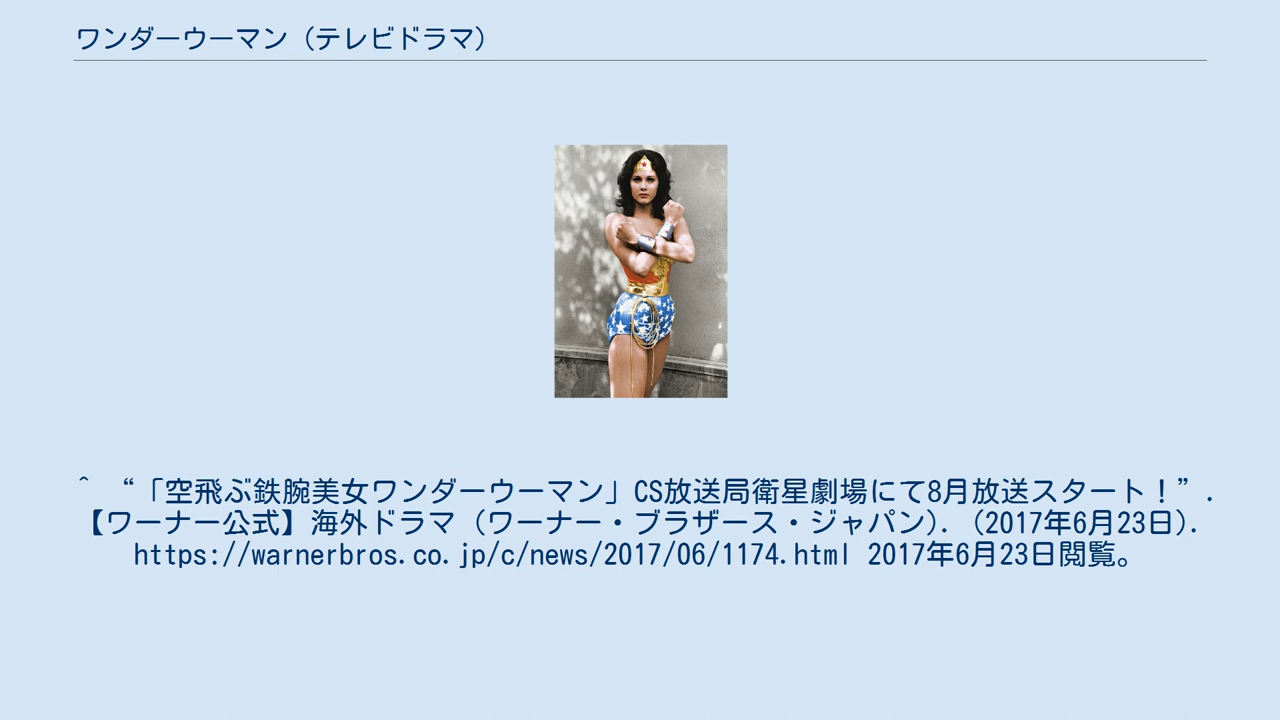 ワンダーウーマン（テレビドラマ）
^ “「空飛ぶ鉄腕美女ワンダーウーマン」CS放送局衛星劇場にて8月放送スタート！”.
【ワーナー公式】海外ドラマ（ワーナー・ブラザース・ジャパン）. （2017年6月23日）.
https://warnerbros.co.jp/c/news/2017/06/1174.html 2017年6月23日閲覧。